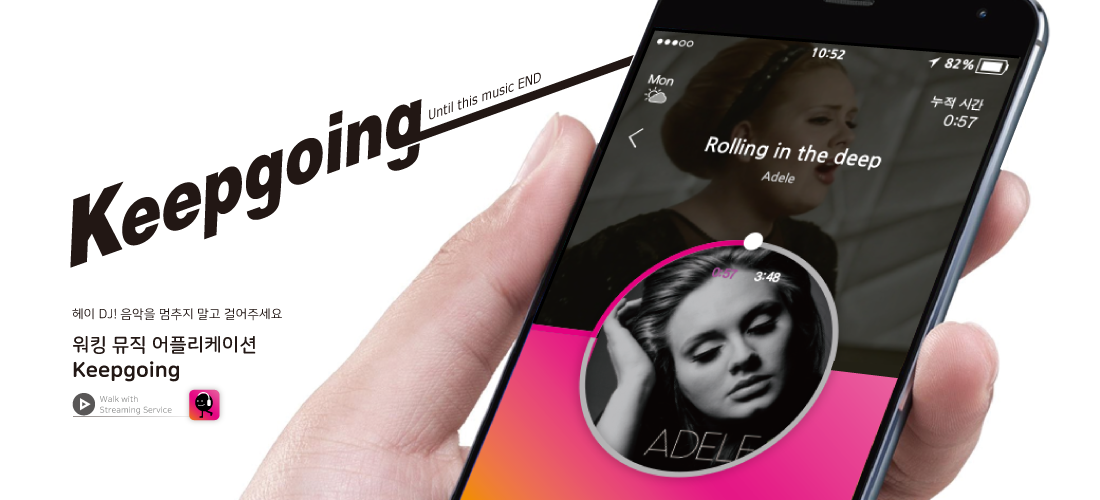 Keepgoing
Until this music END
헤이 DJ! 음악을 멈추지 말고 걸어주세요
워킹 뮤직 어플리케이션
Keepgoing
Walk with
Streaming Service
10:52
82%
Mon
누적 시간
0:57
Rolling in the deep
Adele
0:57 3:48
ADELE